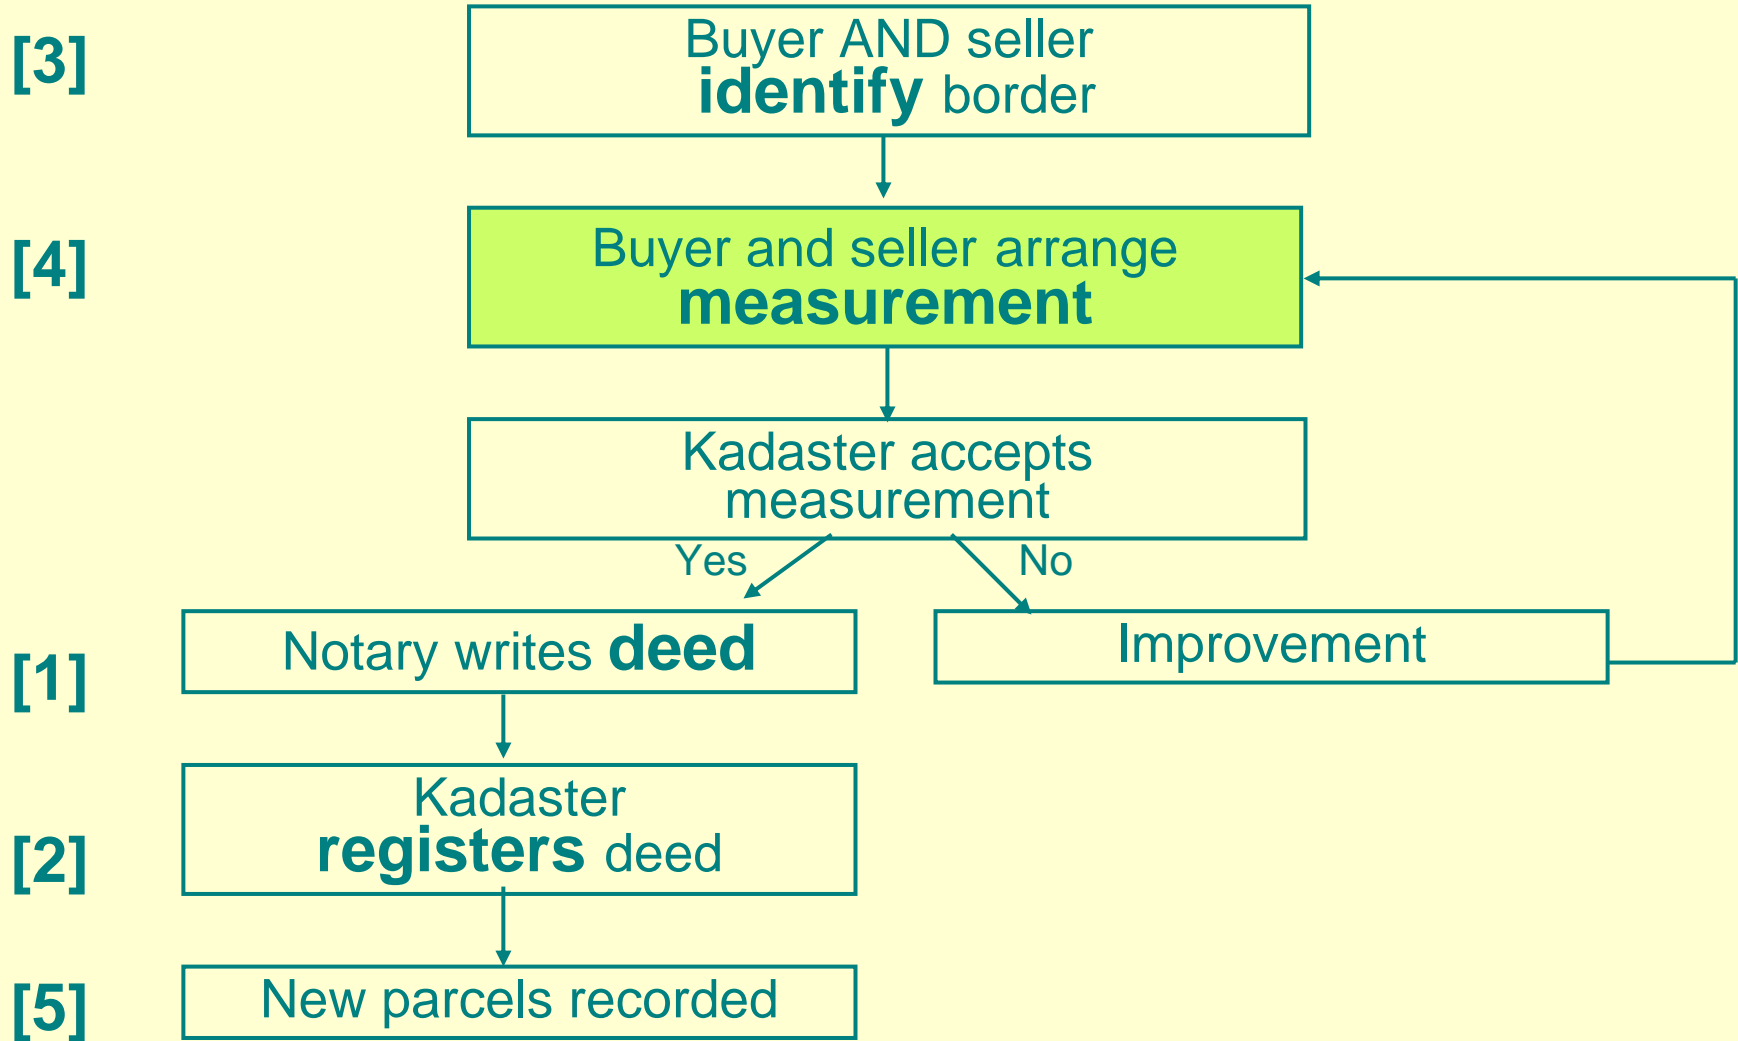 [3]
Buyer AND seller
identify border
[4]
Buyer and seller arrange
measurement
Kadaster accepts
measurement
Yes
No
[1]
Notary writes deed
Improvement
[2]
Kadaster
registers deed
[5]
New parcels recorded